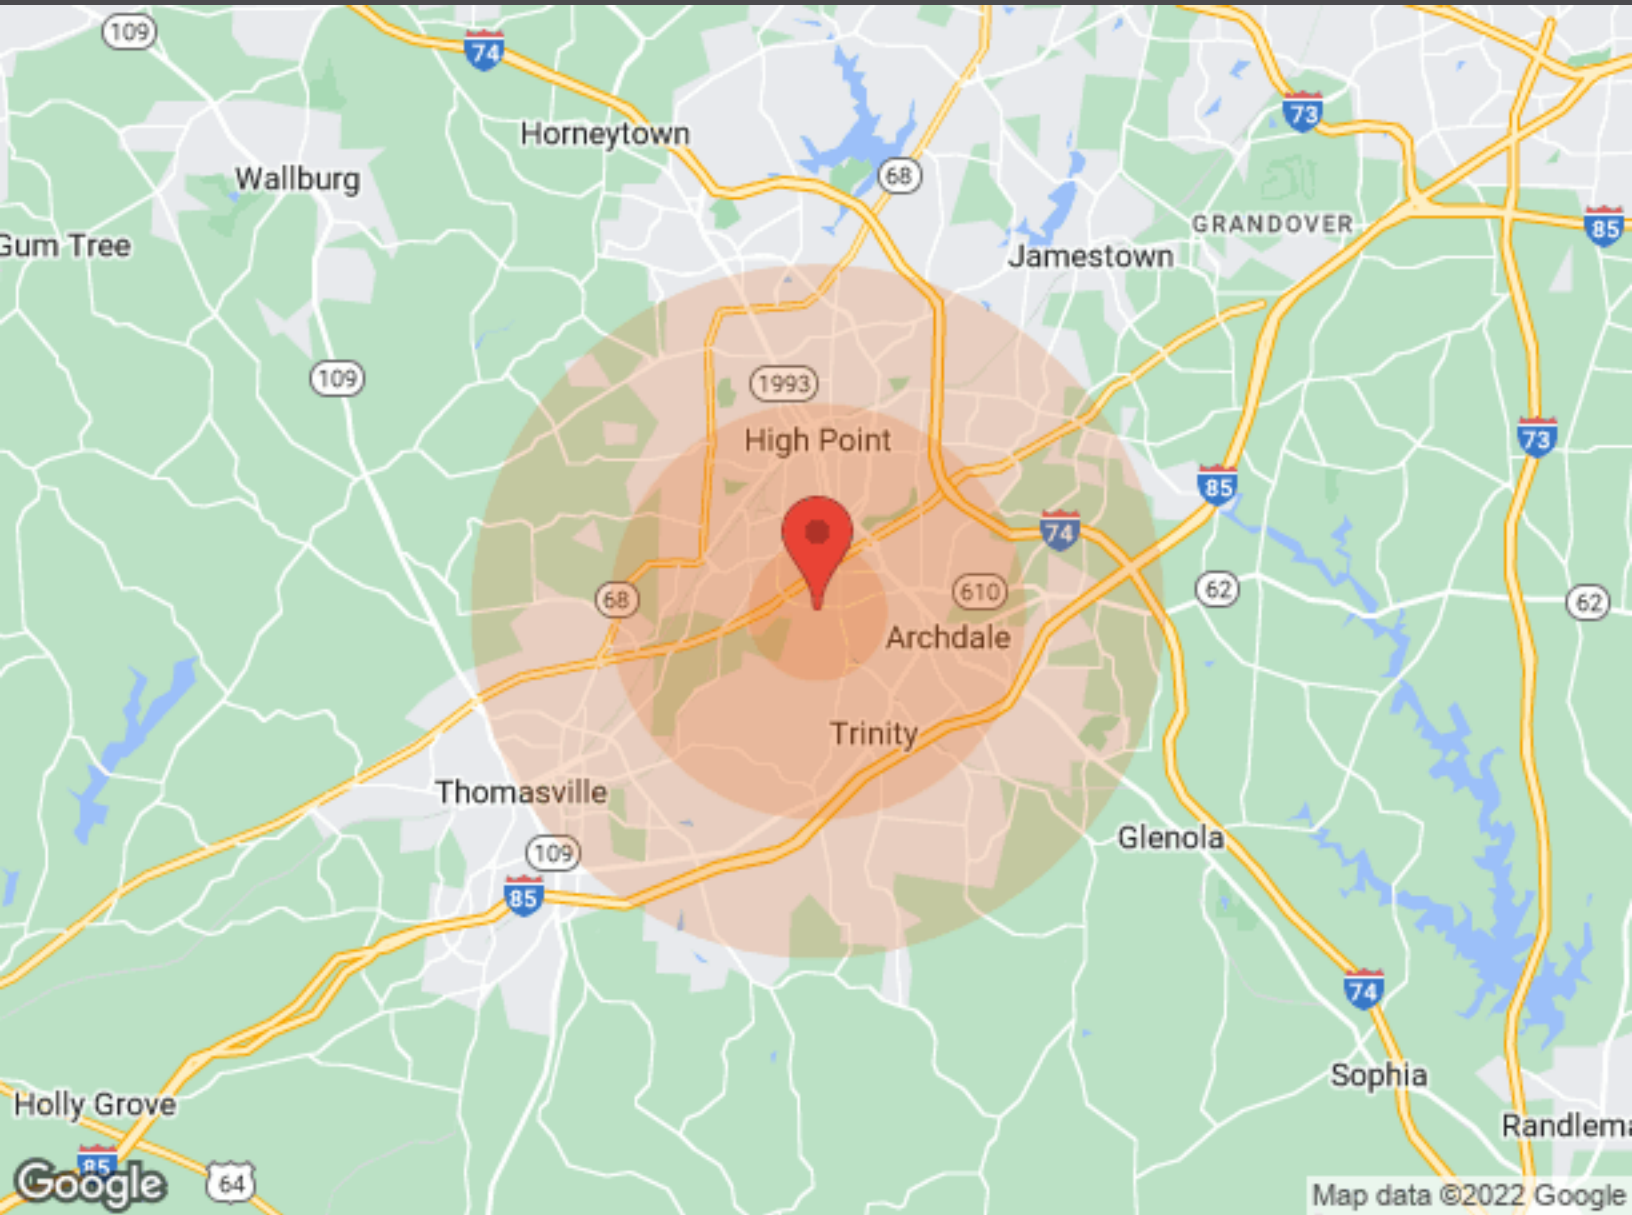 109
74
73
Horneytown
68
Wallburg
GRANDOVER
85
Gum Tree
Jamestown
109
1993
High Point
73
85
74
62
68
610
62
Archdale
Trinity
Thomasville
Glenola
109
85
74
Sophia
Holly Grove
Randlema
85
64
Google
Map data ©2022 Google